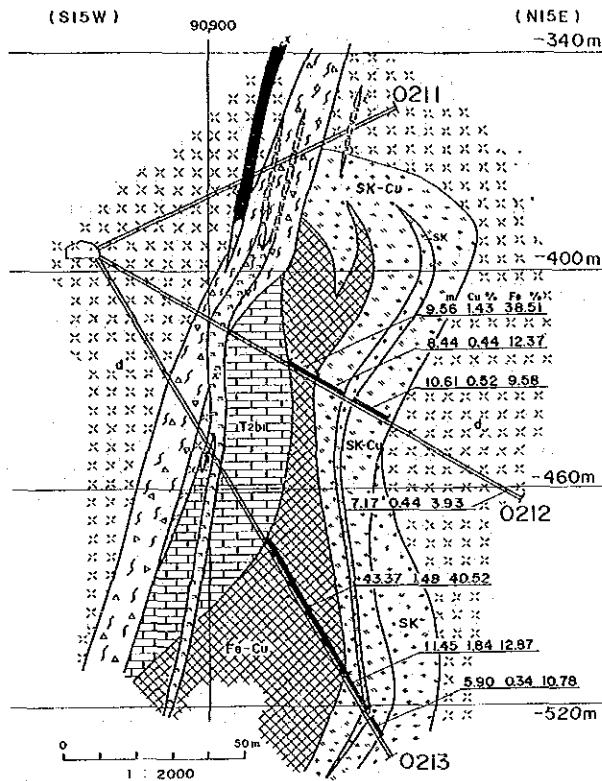 (S15W) (N15E)
90,900
-340m
0211
SK-Cu
SK
-400m
m Cu % Fe %
9.56 1.43 38.51
8.44 0.44 12.37
10.61 0.52 9.58
d
d
SK-Cu
-460m
7.17 0.44 3.93
0212
43.37 1.48 40.52
SK
Fe-Cu
11.45 1.84 12.87
5.90 0.34 10.78
-520m
0 50m
0213
1 : 2000